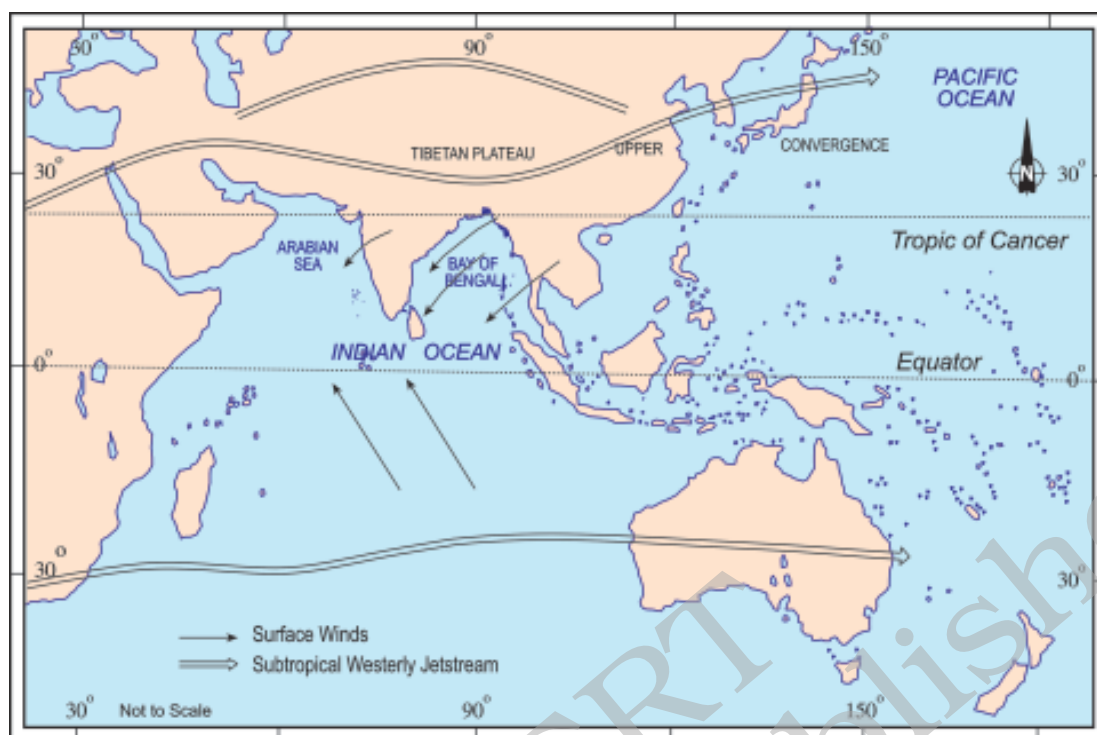 30°
90°
150°
PACIFIC
OCEAN
TIBETAN PLATEAU
UPPER
CONVERGENCE
30°
N
30°
Tropic of Cancer
ARABIAN
SEA
BAY OF
BENGAL
INDIAN OCEAN
Equator
0°
0°
30°
30°
Surface Winds
Subtropical Westerly Jetstream
30°
Not to Scale
90°
150°